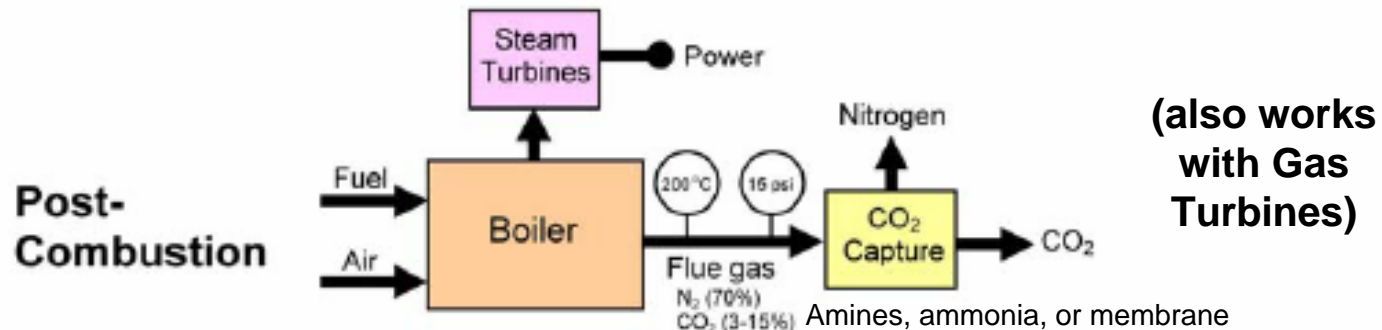 Post-
Combustion
Fuel
Air
Steam
Turbines
Power
Boiler
200°C
15 psi
Flue gas
N₂ (70%)
CO₂ (3-15%)
Nitrogen
CO₂
Capture
CO₂
Amines, ammonia, or membrane
(also works
with Gas
Turbines)